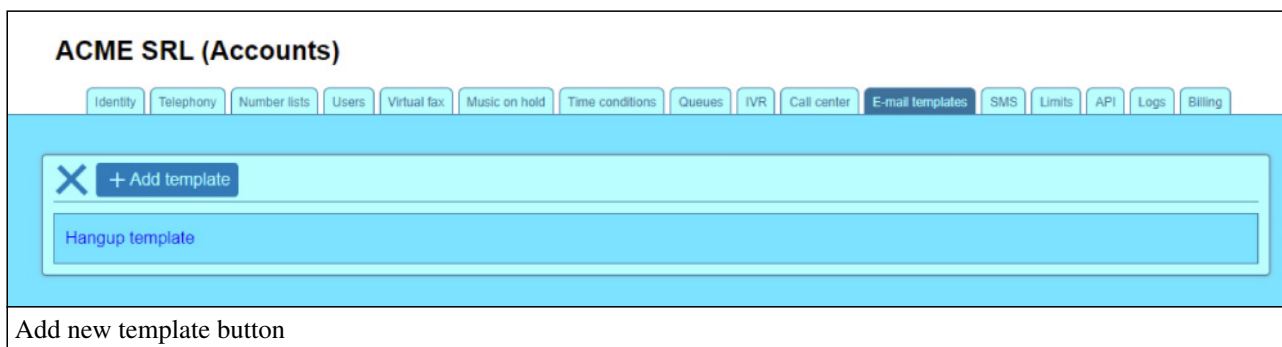 ACME SRL (Accounts)
Identity Telephony Number lists Users Virtual fax Music on hold Time conditions Queues IVR Call center E-mail templates SMS Limits API Logs Billing
+ Add template
Hangup template
Add new template button